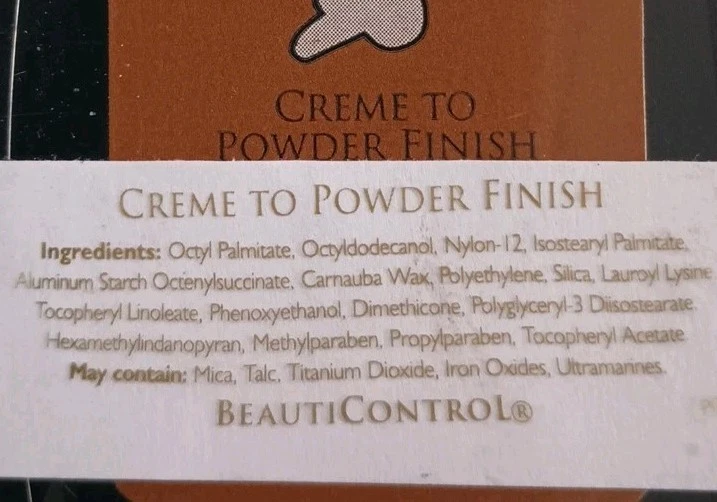 CREME TO
POWDER FINISH
CREME TO POWDER FINISH
Ingredients: Octyl Palmitate, Octyldodecanol, Nylon-12, Isostearyl Palmitate,
Aluminum Starch Octenylsuccinate, Carnauba Wax, Polyethylene, Silica, Lauroyl Lysine
Tocopheryl Linoleate, Phenoxyethanol, Dimethicone, Polyglyceryl-3 Diisostearate,
Hexamethylindanopyran, Methylparaben, Propylparaben, Tocopheryl Acetate
May contain: Mica, Talc, Titanium Dioxide, Iron Oxides, Ultramarines.
BEAUTICONTROL®